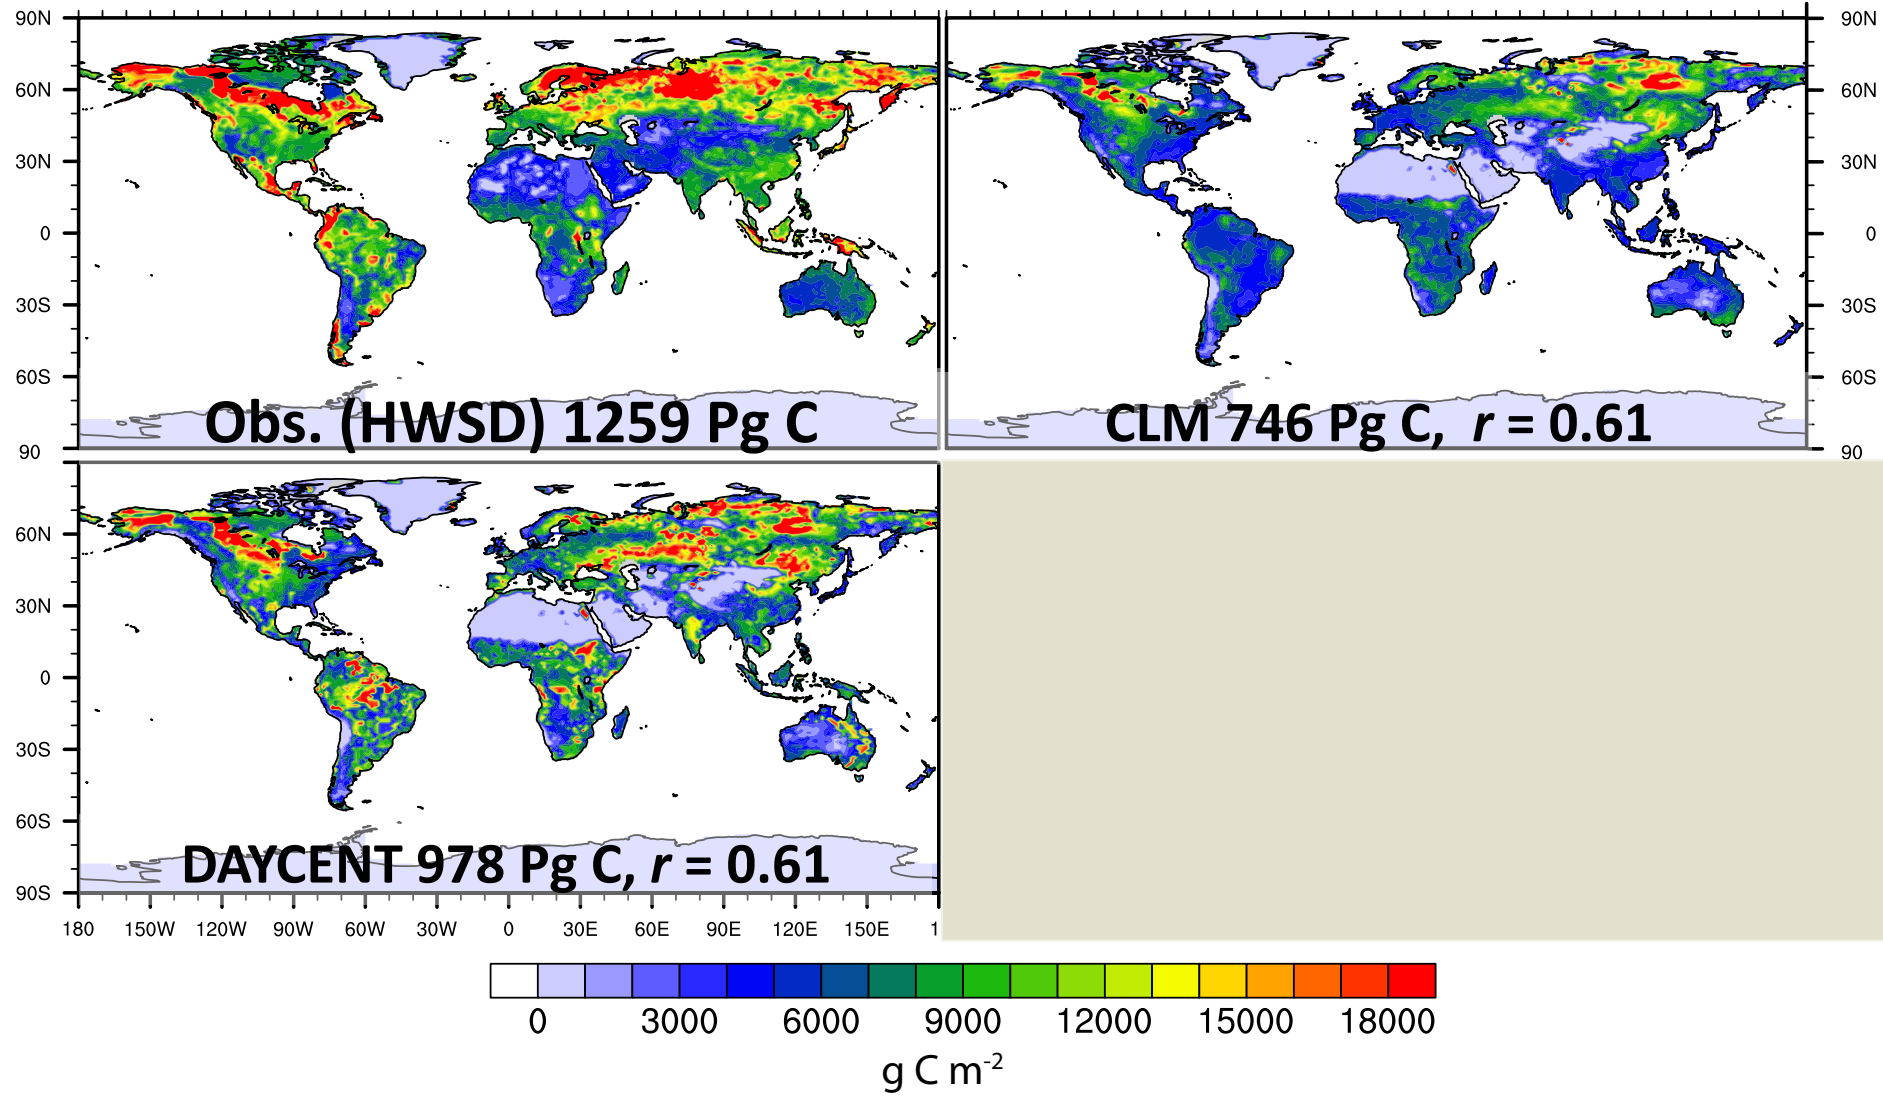 90N
60N
30N
0
30S
60S
90
Obs. (HWSD) 1259 Pg C
90N
60N
30N
0
30S
60S
90
CLM 746 Pg C, r = 0.61
60N
30N
0
30S
60S
90S
DAYCENT 978 Pg C, r = 0.61
180 150W 120W 90W 60W 30W 0 30E 60E 90E 120E 150E 1
0 3000 6000 9000 12000 15000 18000
g C m-2